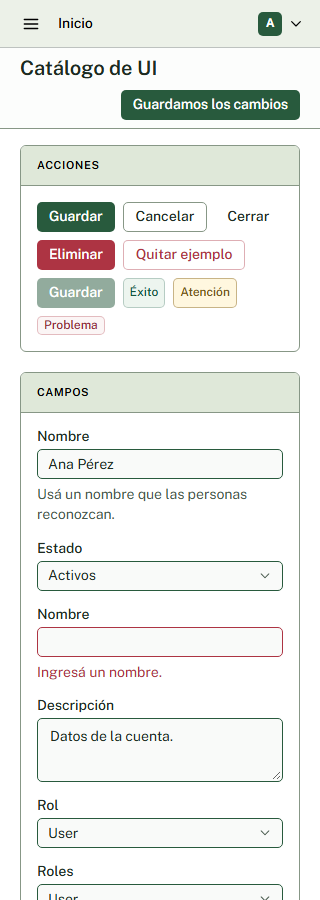 Inicio
A
Catálogo de UI
Guardamos los cambios
ACCIONES
Guardar
Cancelar
Cerrar
Eliminar
Quitar ejemplo
Guardar
Éxito
Atención
Problema
CAMPOS
Nombre
Ana Pérez
Usá un nombre que las personas
reconozcan.
Estado
Activos
Nombre
Ingresá un nombre.
Descripción
Datos de la cuenta.
Rol
User
Roles
User